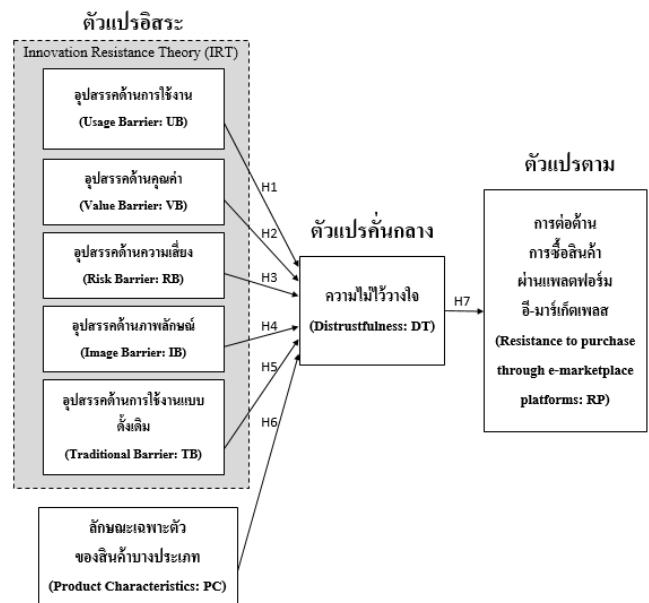 ตัวแปรอิสระ
Innovation Resistance Theory (IRT)
อุปสรรคด้านการใช้งาน
(Usage Barrier: UB)
อุปสรรคด้านคุณค่า
(Value Barrier: VB)
อุปสรรคด้านความเสี่ยง
(Risk Barrier: RB)
อุปสรรคด้านภาพลักษณ์
(Image Barrier: IB)
อุปสรรคด้านการใช้งานแบบ
ดั้งเดิม
(Traditional Barrier: TB)
ลักษณะเฉพาะตัว
ของสินค้าบางประเภท
(Product Characteristics: PC)
H1
H2
H3
H4
H5
H6
ตัวแปรคั่นกลาง
ความไม่ไว้วางใจ
(Distrustfulness: DT)
H7
ตัวแปรตาม
การต่อต้าน
การซื้อสินค้า
ผ่านแพลตฟอร์ม
อี-มาร์เก็ตเพลส
(Resistance to purchase
through e-marketplace
platforms: RP)